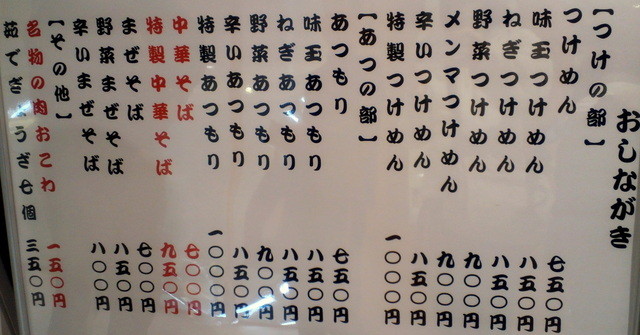 おしながき
【つけの部】
つけめん 七五〇円
味玉つけめん 八五〇円
ねぎつけめん 八五〇円
野菜つけめん 九〇〇円
メンマつけめん 九〇〇円
辛いつけめん 八五〇円
特製つけめん 一〇〇〇円
【あつの部】
あつもり 七五〇円
味玉あつもり 八五〇円
ねぎあつもり 八五〇円
野菜あつもり 九〇〇円
辛いあつもり 八五〇円
特製あつもり 一〇〇〇円
中華そば 七〇〇円
特製中華そば 九五〇円
まぜそば 七〇〇円
野菜まぜそば 八五〇円
辛いまぜそば 八〇〇円
【その他】
名物の肉おこわ 一五〇円
茹でぎょうざ七個 三五〇円